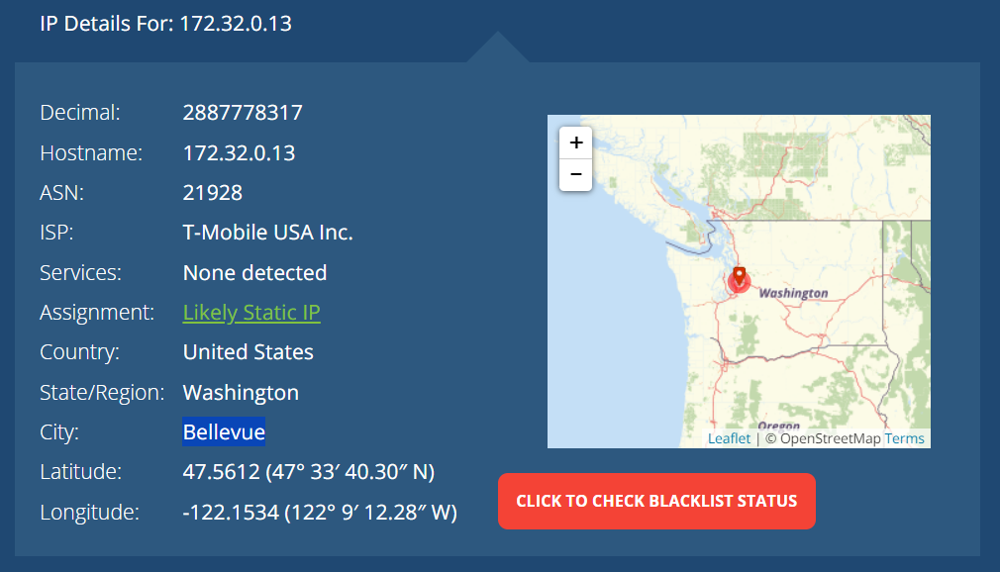 IP Details For: 172.32.0.13
Decimal: 2887778317
Hostname: 172.32.0.13
ASN: 21928
ISP: T-Mobile USA Inc.
Services: None detected
Assignment: Likely Static IP
Country: United States
State/Region: Washington
City: Bellevue
Latitude: 47.5612 (47° 33′ 40.30″ N)
Longitude: -122.1534 (122° 9′ 12.28″ W)
+
−
Washington
Oregon
Leaflet | © OpenStreetMap Terms
CLICK TO CHECK BLACKLIST STATUS